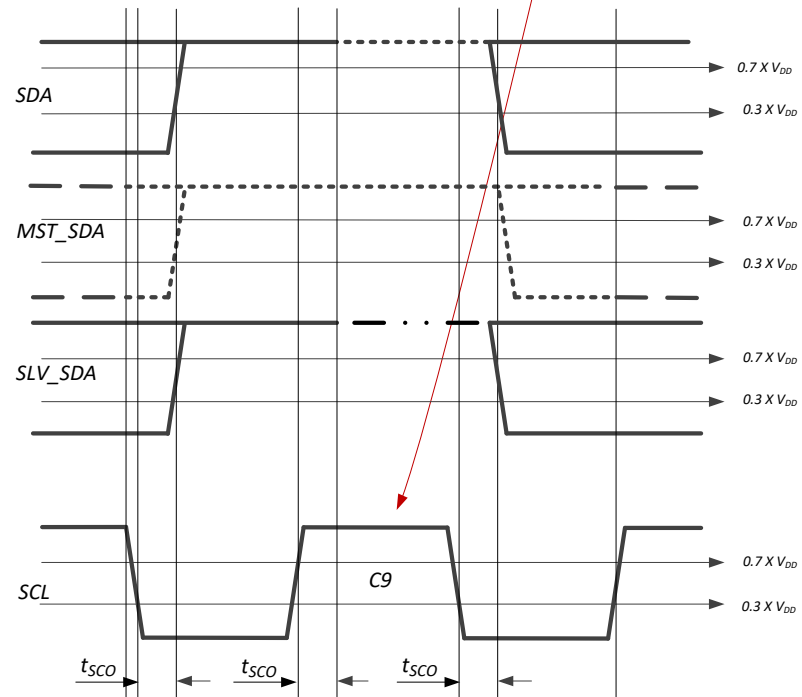 0.7 X VDD
SDA
0.3 X VDD
0.7 X VDD
MST_SDA
0.3 X VDD
0.7 X VDD
SLV_SDA
0.3 X VDD
0.7 X VDD
C9
SCL
0.3 X VDD
tSCO tSCO tSCO